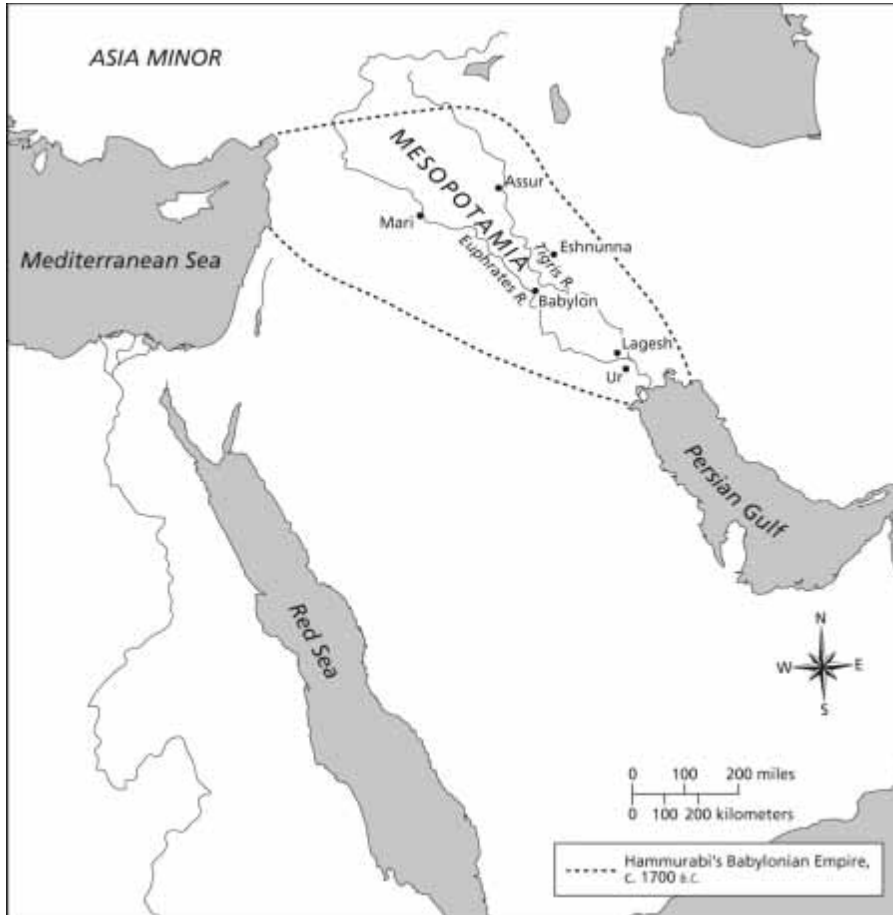 ASIA MINOR
MESOPOTAMIA
Assur
Mari
Eshnunna
Tigris R.
Euphrates R.
Mediterranean Sea
Babylon
Lagesh
Ur
Persian Gulf
Red Sea
N
W
E
S
0 100 200 miles
0 100 200 kilometers
Hammurabi's Babylonian Empire,
c. 1700 B.C.